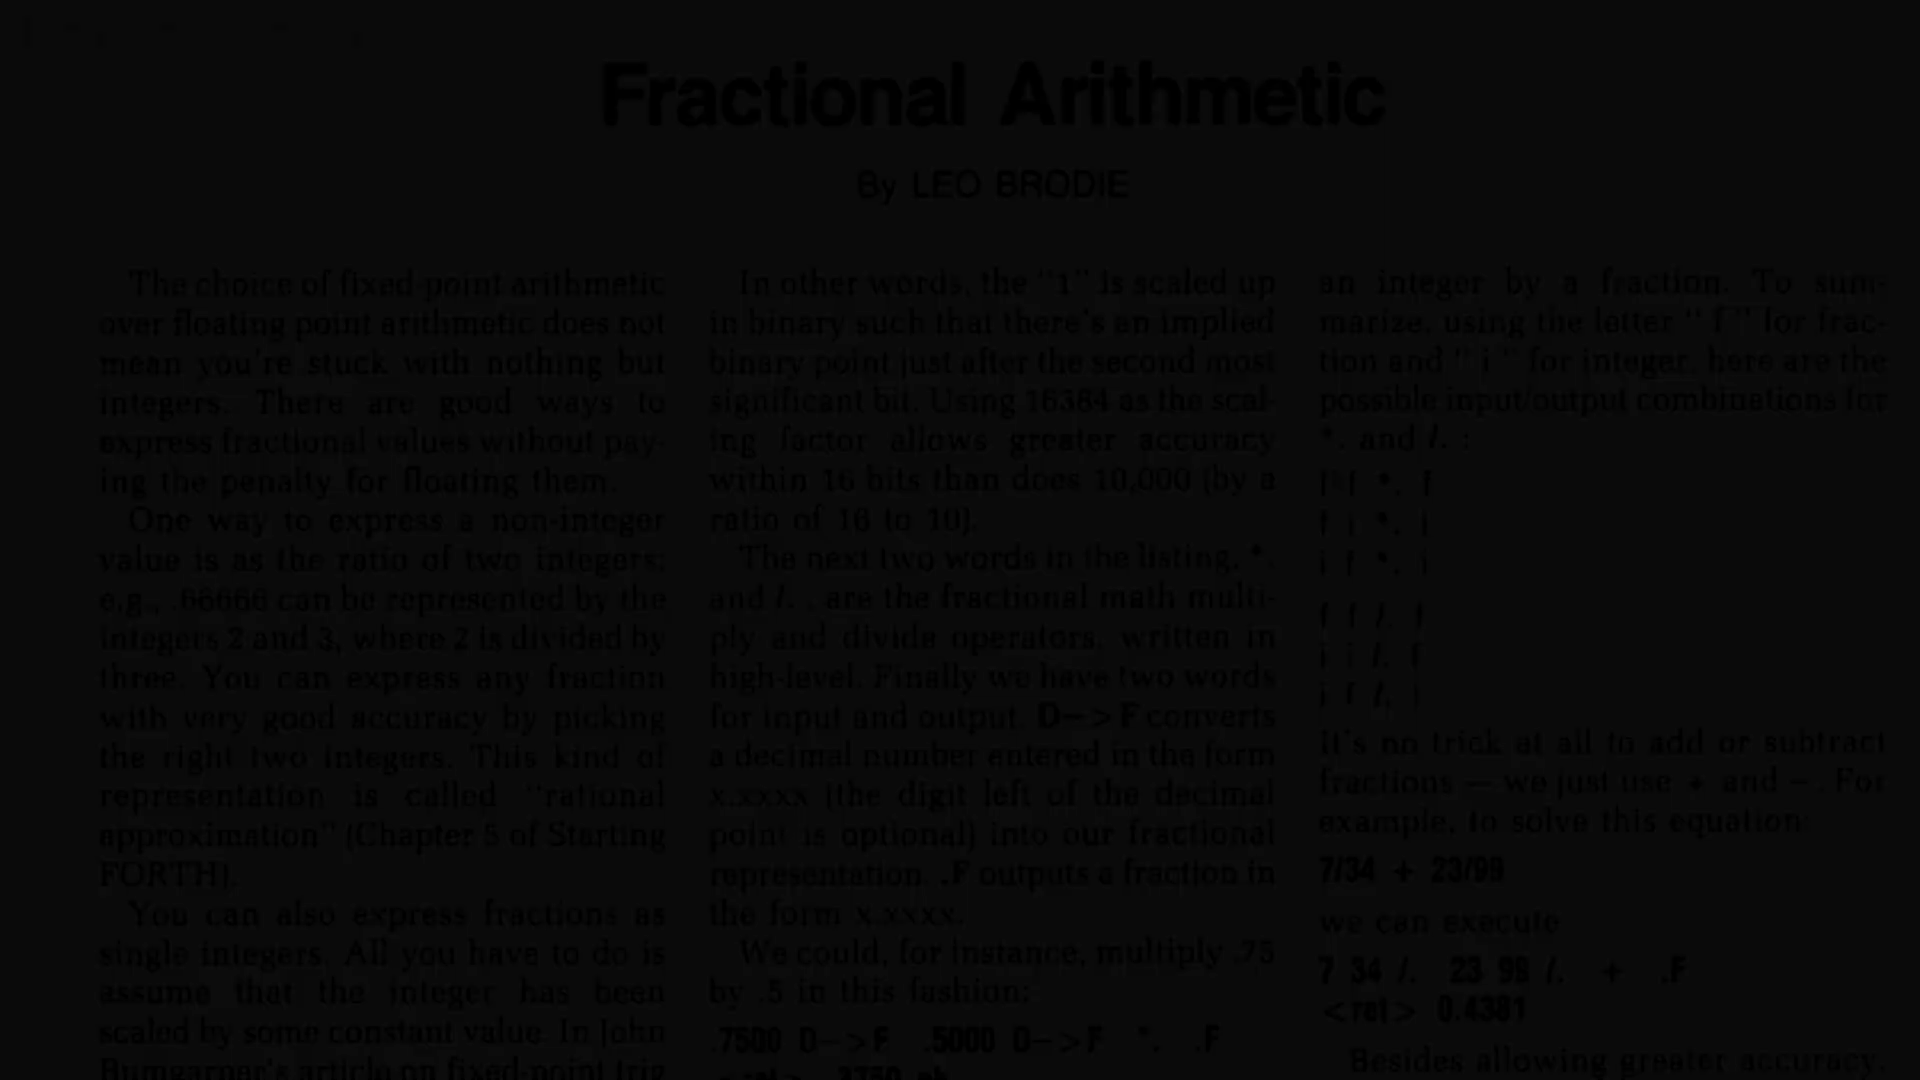 Fractional Arithmetic
By LEO BRODIE
The choice of fixed-point arithmetic
over floating point arithmetic does not
mean you're stuck with nothing but
integers. There are good ways to
express fractional values without pay-
ing the penalty for floating them.
One way to express a non-integer
value is as the ratio of two integers;
e.g., .66666 can be represented by the
integers 2 and 3, where 2 is divided by
three. You can express any fraction
with very good accuracy by picking
the right two integers. This kind of
representation is called "rational
approximation" (Chapter 5 of Starting
FORTH).
You can also express fractions as
single integers. All you have to do is
assume that the integer has been
scaled by some constant value. In John
Bumgarner's article on fixed-point trig
In other words, the "1" is scaled up
in binary such that there's an implied
binary point just after the second most
significant bit. Using 16384 as the scal-
ing factor allows greater accuracy
within 16 bits than does 10,000 (by a
ratio of 16 to 10).
The next two words in the listing, *.
and /. , are the fractional math multi-
ply and divide operators, written in
high-level. Finally we have two words
for input and output. D->F converts
a decimal number entered in the form
x.xxxx (the digit left of the decimal
point is optional) into our fractional
representation. .F outputs a fraction in
the form x.xxxx.
We could, for instance, multiply .75
by .5 in this fashion:
.7500 D->F .5000 D->F *. .F
an integer by a fraction. To sum-
marize, using the letter " f " for frac-
tion and " i " for integer, here are the
possible input/output combinations for
*. and /. :
f f *. f
f i *. i
i f *. i
f f /. f
i i /. f
i f /. i
It's no trick at all to add or subtract
fractions — we just use + and - . For
example, to solve this equation:
7/34 + 23/99
we can execute
7 34 /. 23 99 /. + .F
<ret> 0.4381
Besides allowing greater accuracy,